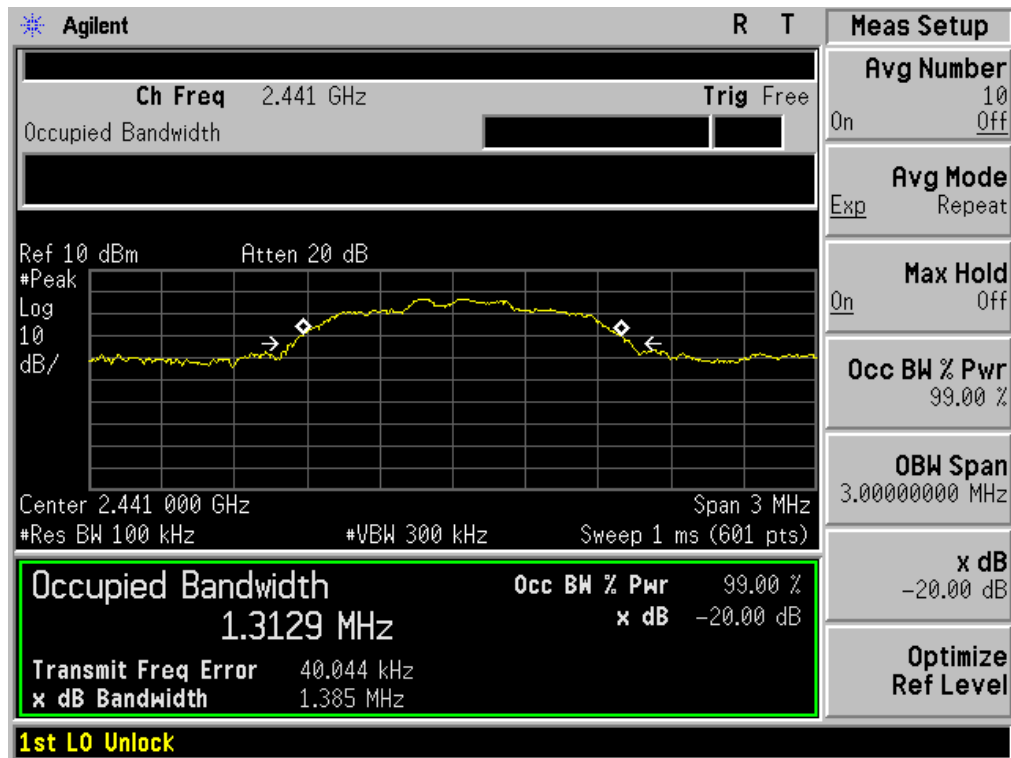 Agilent R T
Ch Freq 2.441 GHz Trig Free
Occupied Bandwidth
Ref 10 dBm Atten 20 dB
#Peak
Log
10
dB/
Center 2.441 000 GHz Span 3 MHz
#Res BW 100 kHz #VBW 300 kHz Sweep 1 ms (601 pts)
Occupied Bandwidth Occ BW % Pwr 99.00 %
1.3129 MHz x dB -20.00 dB
Transmit Freq Error 40.044 kHz
x dB Bandwidth 1.385 MHz
1st LO Unlock
Meas Setup
Avg Number
10
On Off
Avg Mode
Exp Repeat
Max Hold
On Off
Occ BW % Pwr
99.00 %
OBW Span
3.00000000 MHz
x dB
-20.00 dB
Optimize
Ref Level